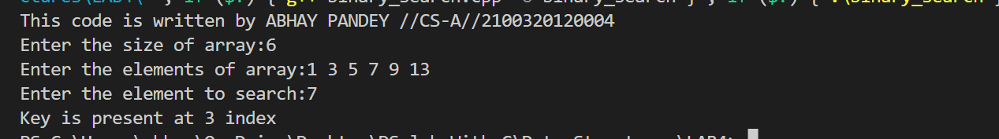 This code is written by ABHAY PANDEY //CS-A//2100320120004
Enter the size of array:6
Enter the elements of array:1 3 5 7 9 13
Enter the element to search:7
Key is present at 3 index